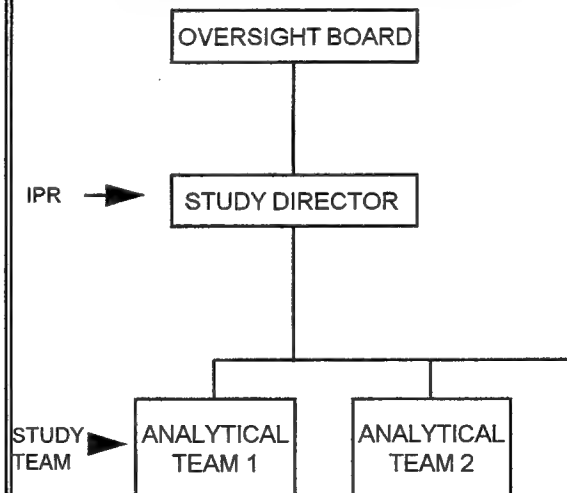 OVERSIGHT BOARD
IPR
STUDY DIRECTOR
STUDY
TEAM
ANALYTICAL
TEAM 1
ANALYTICAL
TEAM 2